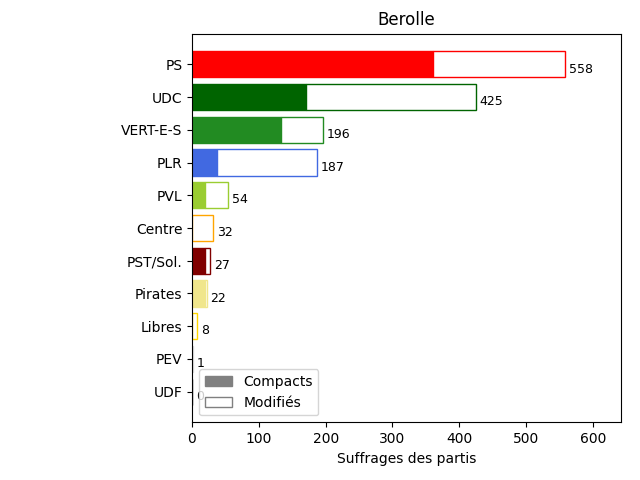 Berolle
PS 558
UDC 425
VERT-E-S 196
PLR 187
PVL 54
Centre 32
PST/Sol. 27
Pirates 22
Libres 8
PEV 1
UDF 0
Compacts
Modifiés
0 100 200 300 400 500 600
Suffrages des partis